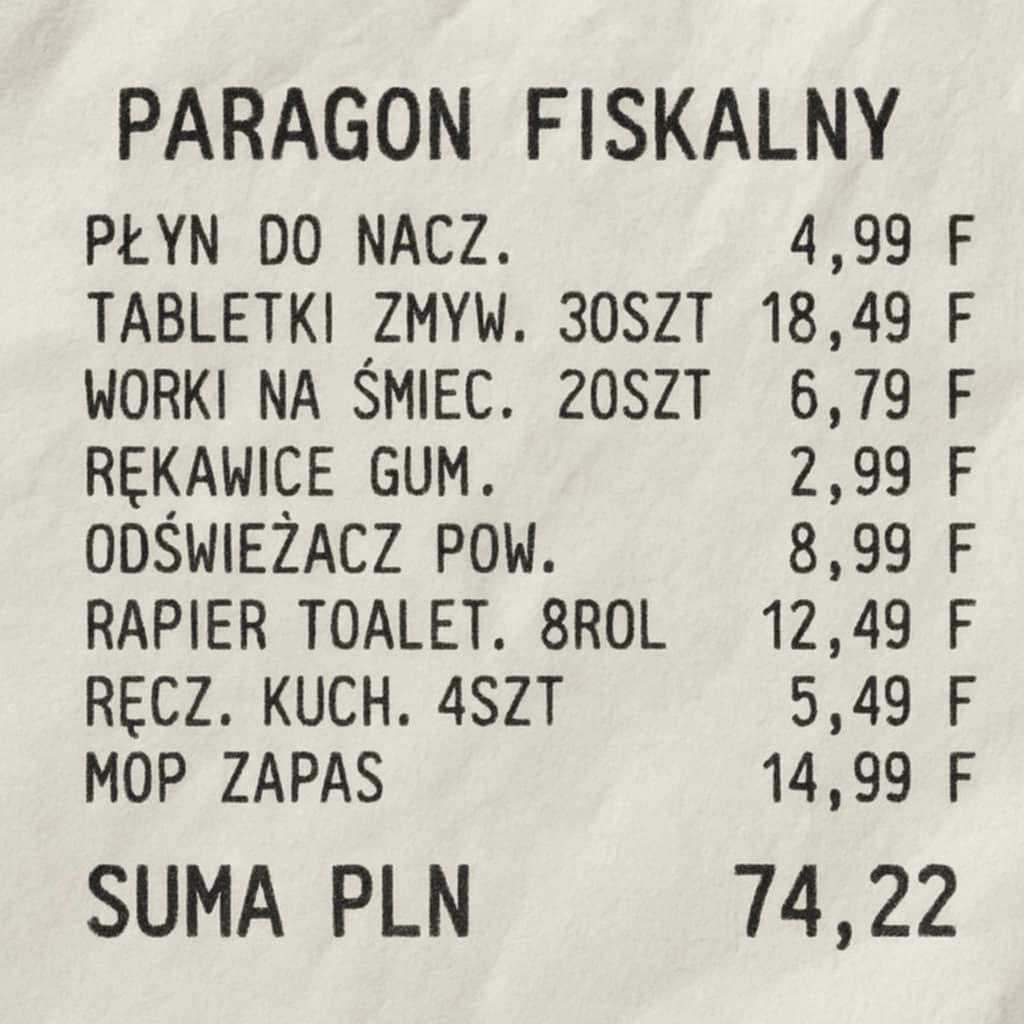 PARAGON FISKALNY
PŁYN DO NACZ. 4,99 F
TABLETKI ZMYW. 30SZT 18,49 F
WORKI NA ŚMIEC. 20SZT 6,79 F
RĘKAWICE GUM. 2,99 F
ODŚWIEŻACZ POW. 8,99 F
RAPIER TOALET. 8ROL 12,49 F
RĘCZ. KUCH. 4SZT 5,49 F
MOP ZAPAS 14,99 F
SUMA PLN 74,22